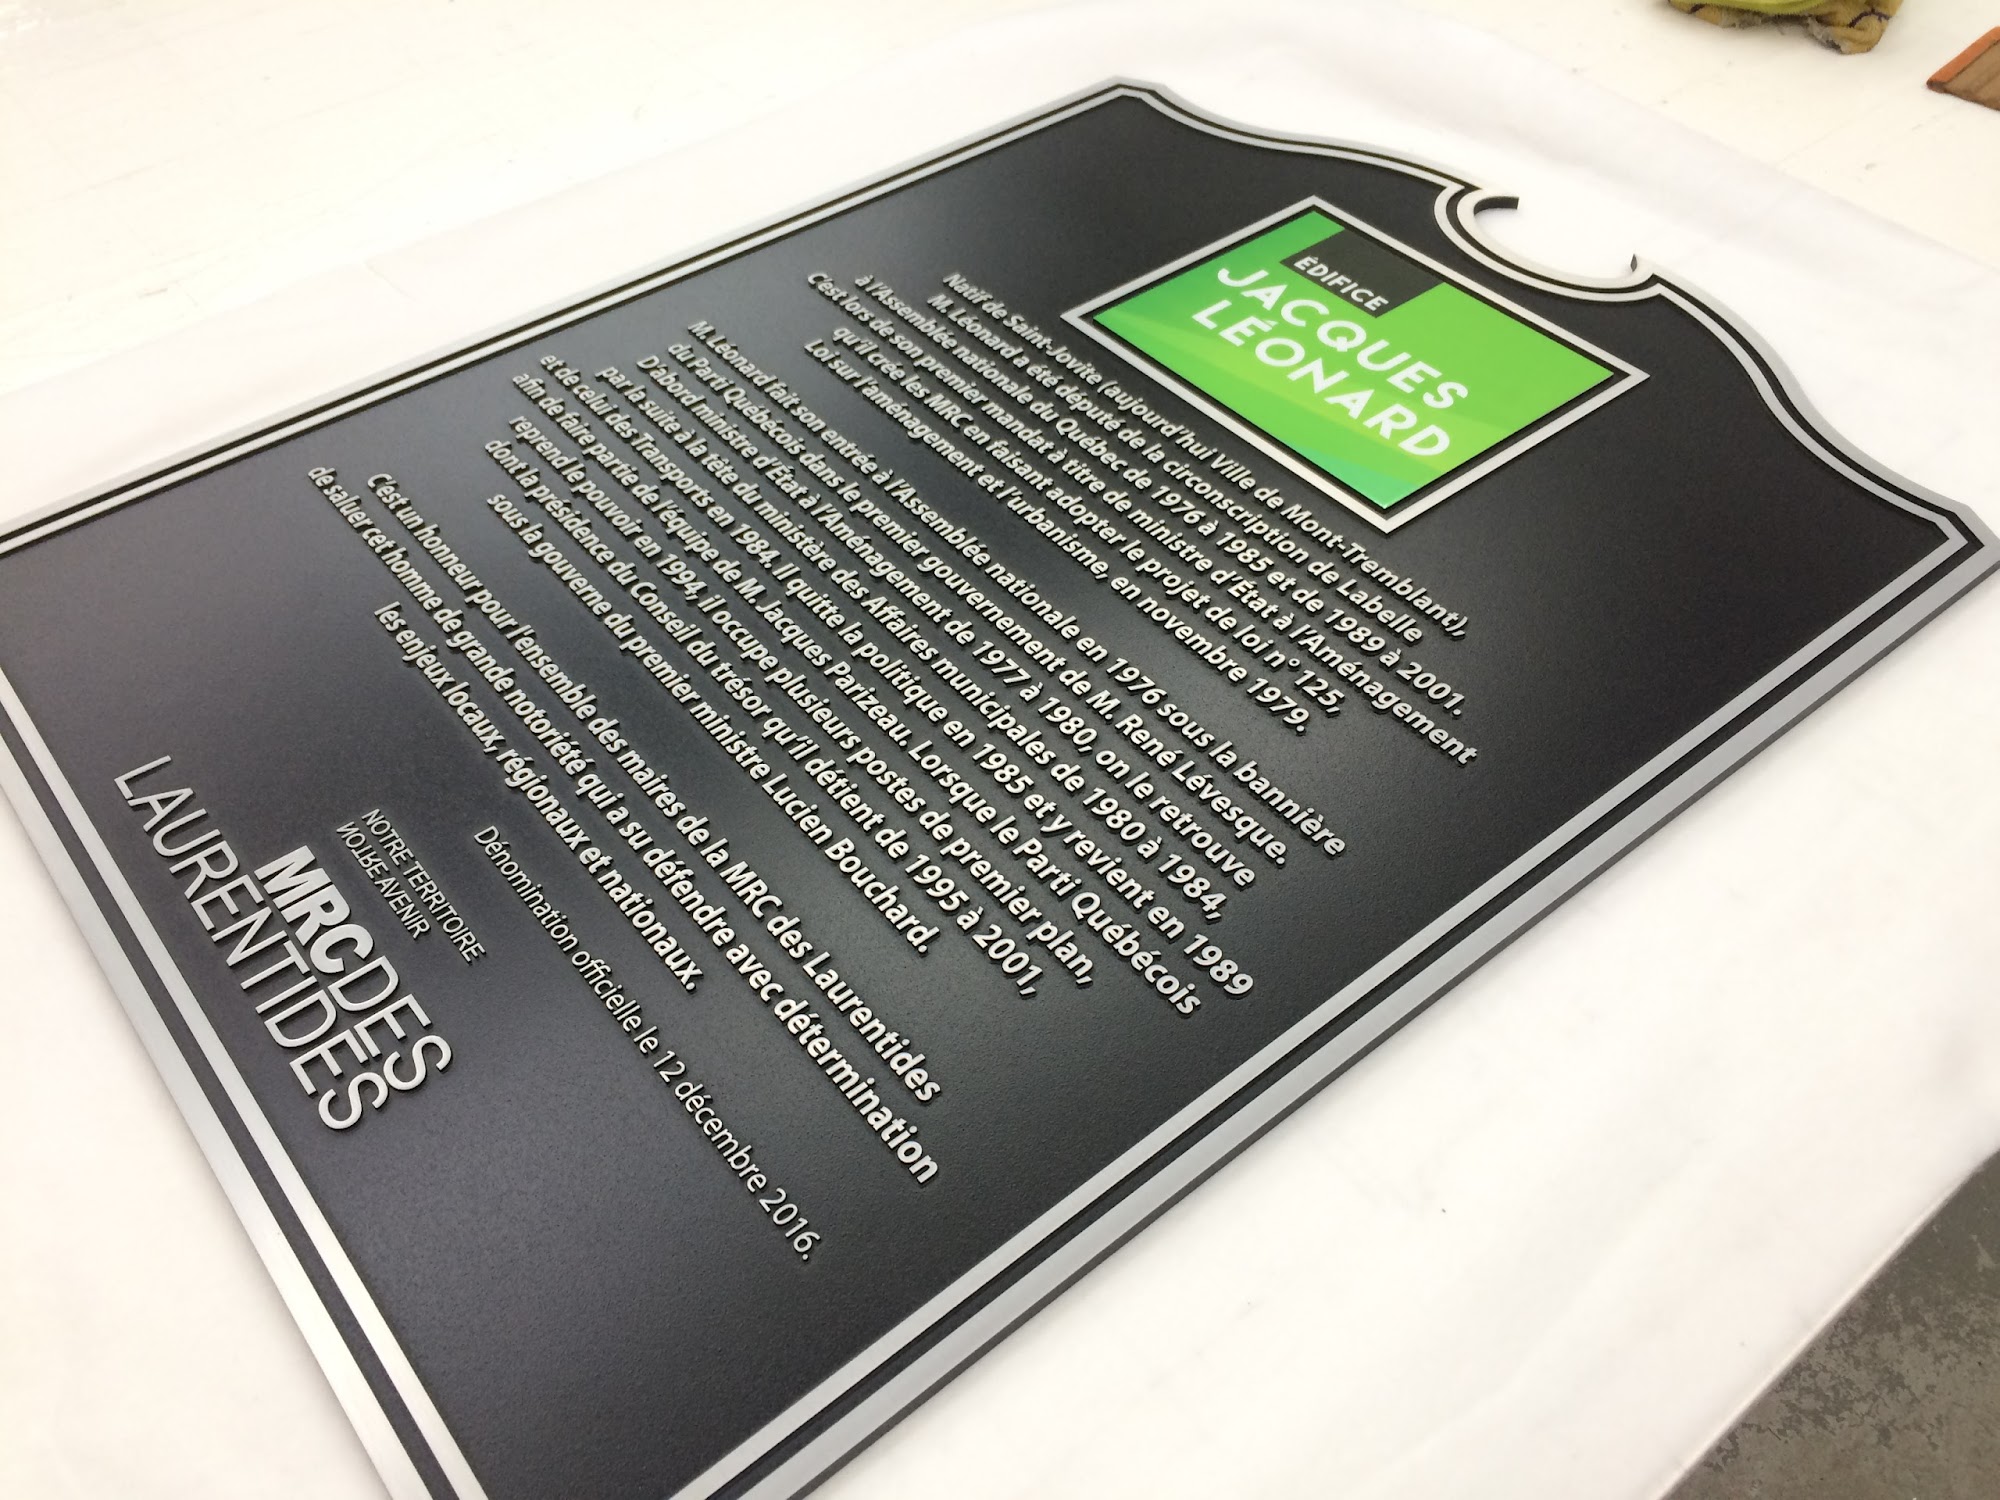 ÉDIFICE
JACQUES
LÉONARD
Natif de Saint-Jovite (aujourd'hui Ville de Mont-Tremblant),
M. Léonard a été député de la circonscription de Labelle
à l'Assemblée nationale du Québec de 1976 à 1985 et de 1989 à 2001.
C'est lors de son premier mandat à titre de ministre d'État à l'Aménagement
qu'il crée les MRC en faisant adopter le projet de loi n° 125,
Loi sur l'aménagement et l'urbanisme, en novembre 1979.
M. Léonard fait son entrée à l'Assemblée nationale en 1976 sous la bannière
du Parti Québécois dans le premier gouvernement de M. René Lévesque.
D'abord ministre d'État à l'Aménagement de 1977 à 1980, on le retrouve
par la suite à la tête du ministère des Affaires municipales de 1980 à 1984,
et de celui des Transports en 1984. Il quitte la politique en 1985 et y revient en 1989
afin de faire partie de l'équipe de M. Jacques Parizeau. Lorsque le Parti Québécois
reprend le pouvoir en 1994, il occupe plusieurs postes de premier plan,
dont la présidence du Conseil du trésor qu'il détient de 1995 à 2001,
sous la gouverne du premier ministre Lucien Bouchard.
C'est un honneur pour l'ensemble des maires de la MRC des Laurentides
de saluer cet homme de grande notoriété qui a su défendre avec détermination
les enjeux locaux, régionaux et nationaux.
Dénomination officielle le 12 décembre 2016.
NOTRE TERRITOIRE
NOTRE AVENIR
MRC DES
LAURENTIDES